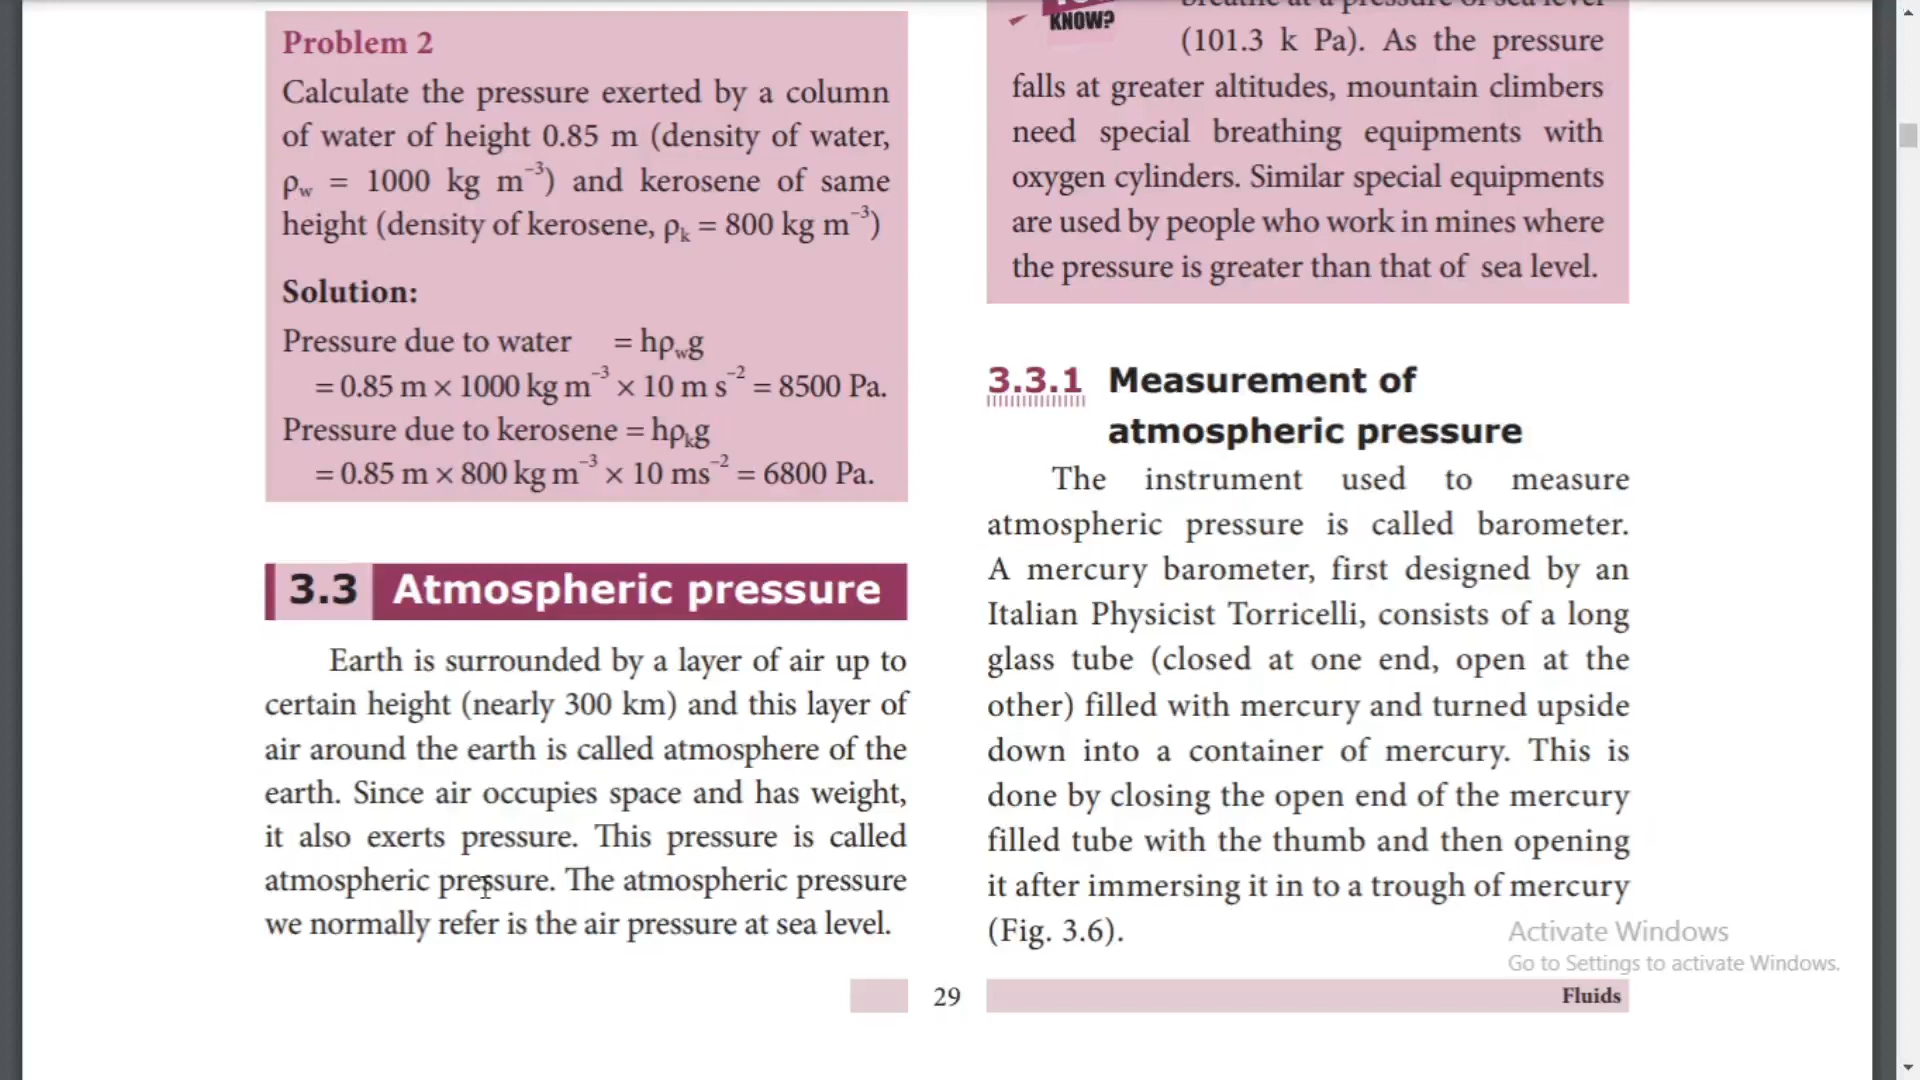 Problem 2
Calculate the pressure exerted by a column
of water of height 0.85 m (density of water,
ρw = 1000 kg m⁻³) and kerosene of same
height (density of kerosene, ρk = 800 kg m⁻³)
Solution:
Pressure due to water = hρwg
= 0.85 m × 1000 kg m⁻³ × 10 m s⁻² = 8500 Pa.
Pressure due to kerosene = hρkg
= 0.85 m × 800 kg m⁻³ × 10 ms⁻² = 6800 Pa.
3.3 Atmospheric pressure
Earth is surrounded by a layer of air up to
certain height (nearly 300 km) and this layer of
air around the earth is called atmosphere of the
earth. Since air occupies space and has weight,
it also exerts pressure. This pressure is called
atmospheric pressure. The atmospheric pressure
we normally refer is the air pressure at sea level.
KNOW?
breathe at a pressure of sea level
(101.3 k Pa). As the pressure
falls at greater altitudes, mountain climbers
need special breathing equipments with
oxygen cylinders. Similar special equipments
are used by people who work in mines where
the pressure is greater than that of sea level.
3.3.1 Measurement of
atmospheric pressure
The instrument used to measure
atmospheric pressure is called barometer.
A mercury barometer, first designed by an
Italian Physicist Torricelli, consists of a long
glass tube (closed at one end, open at the
other) filled with mercury and turned upside
down into a container of mercury. This is
done by closing the open end of the mercury
filled tube with the thumb and then opening
it after immersing it in to a trough of mercury
(Fig. 3.6).
Activate Windows
Go to Settings to activate Windows.
29
Fluids